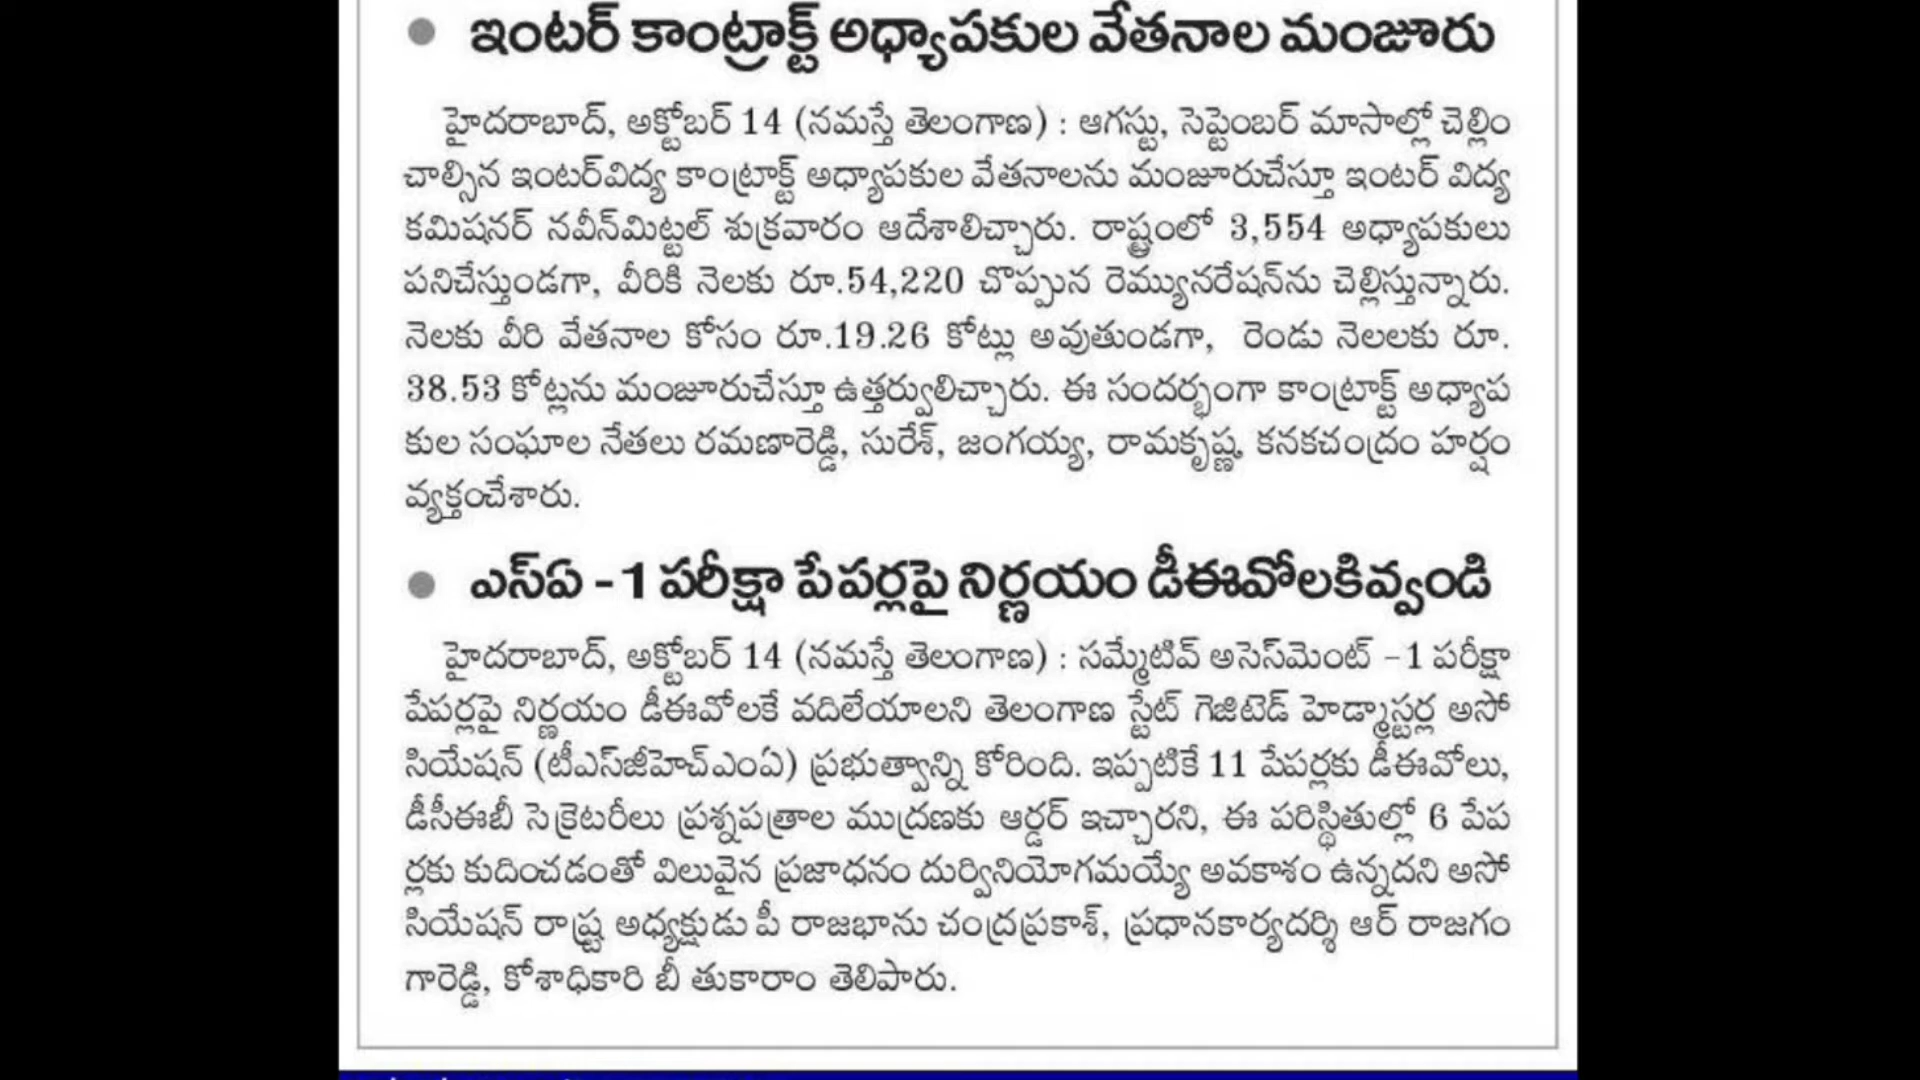 ఇంటర్ కాంట్రాక్ట్ అధ్యాపకుల వేతనాల మంజూరు
హైదరాబాద్, అక్టోబర్ 14 (నమస్తే తెలంగాణ) : ఆగస్టు, సెప్టెంబర్ మాసాల్లో చెల్లిం
చాల్సిన ఇంటర్‌విద్య కాంట్రాక్ట్ అధ్యాపకుల వేతనాలను మంజూరుచేస్తూ ఇంటర్ విద్య
కమిషనర్ నవీన్‌మిట్టల్ శుక్రవారం ఆదేశాలిచ్చారు. రాష్ట్రంలో 3,554 అధ్యాపకులు
పనిచేస్తుండగా, వీరికి నెలకు రూ.54,220 చొప్పున రెమ్యునరేషన్‌ను చెల్లిస్తున్నారు.
నెలకు వీరి వేతనాల కోసం రూ.19.26 కోట్లు అవుతుండగా, రెండు నెలలకు రూ.
38.53 కోట్లను మంజూరుచేస్తూ ఉత్తర్వులిచ్చారు. ఈ సందర్భంగా కాంట్రాక్ట్ అధ్యాప
కుల సంఘాల నేతలు రమణారెడ్డి, సురేశ్, జంగయ్య, రామకృష్ణ, కనకచంద్రం హర్షం
వ్యక్తంచేశారు.
ఎస్ఏ - 1 పరీక్షా పేపర్లపై నిర్ణయం డీఈవోలకివ్వండి
హైదరాబాద్, అక్టోబర్ 14 (నమస్తే తెలంగాణ) : సమ్మేటివ్ అసెస్‌మెంట్ -1 పరీక్షా
పేపర్లపై నిర్ణయం డీఈవోలకే వదిలేయాలని తెలంగాణ స్టేట్ గెజిటెడ్ హెడ్మాస్టర్ల అసో
సియేషన్ (టీఎస్‌జీహెచ్ఎంఏ) ప్రభుత్వాన్ని కోరింది. ఇప్పటికే 11 పేపర్లకు డీఈవోలు,
డీసీఈబీ సెక్రెటరీలు ప్రశ్నపత్రాల ముద్రణకు ఆర్డర్ ఇచ్చారని, ఈ పరిస్థితుల్లో 6 పేప
ర్లకు కుదించడంతో విలువైన ప్రజాధనం దుర్వినియోగమయ్యే అవకాశం ఉన్నదని అసో
సియేషన్ రాష్ట్ర అధ్యక్షుడు పీ రాజభాను చంద్రప్రకాశ్, ప్రధానకార్యదర్శి ఆర్ రాజగం
గారెడ్డి, కోశాధికారి బీ తుకారాం తెలిపారు.